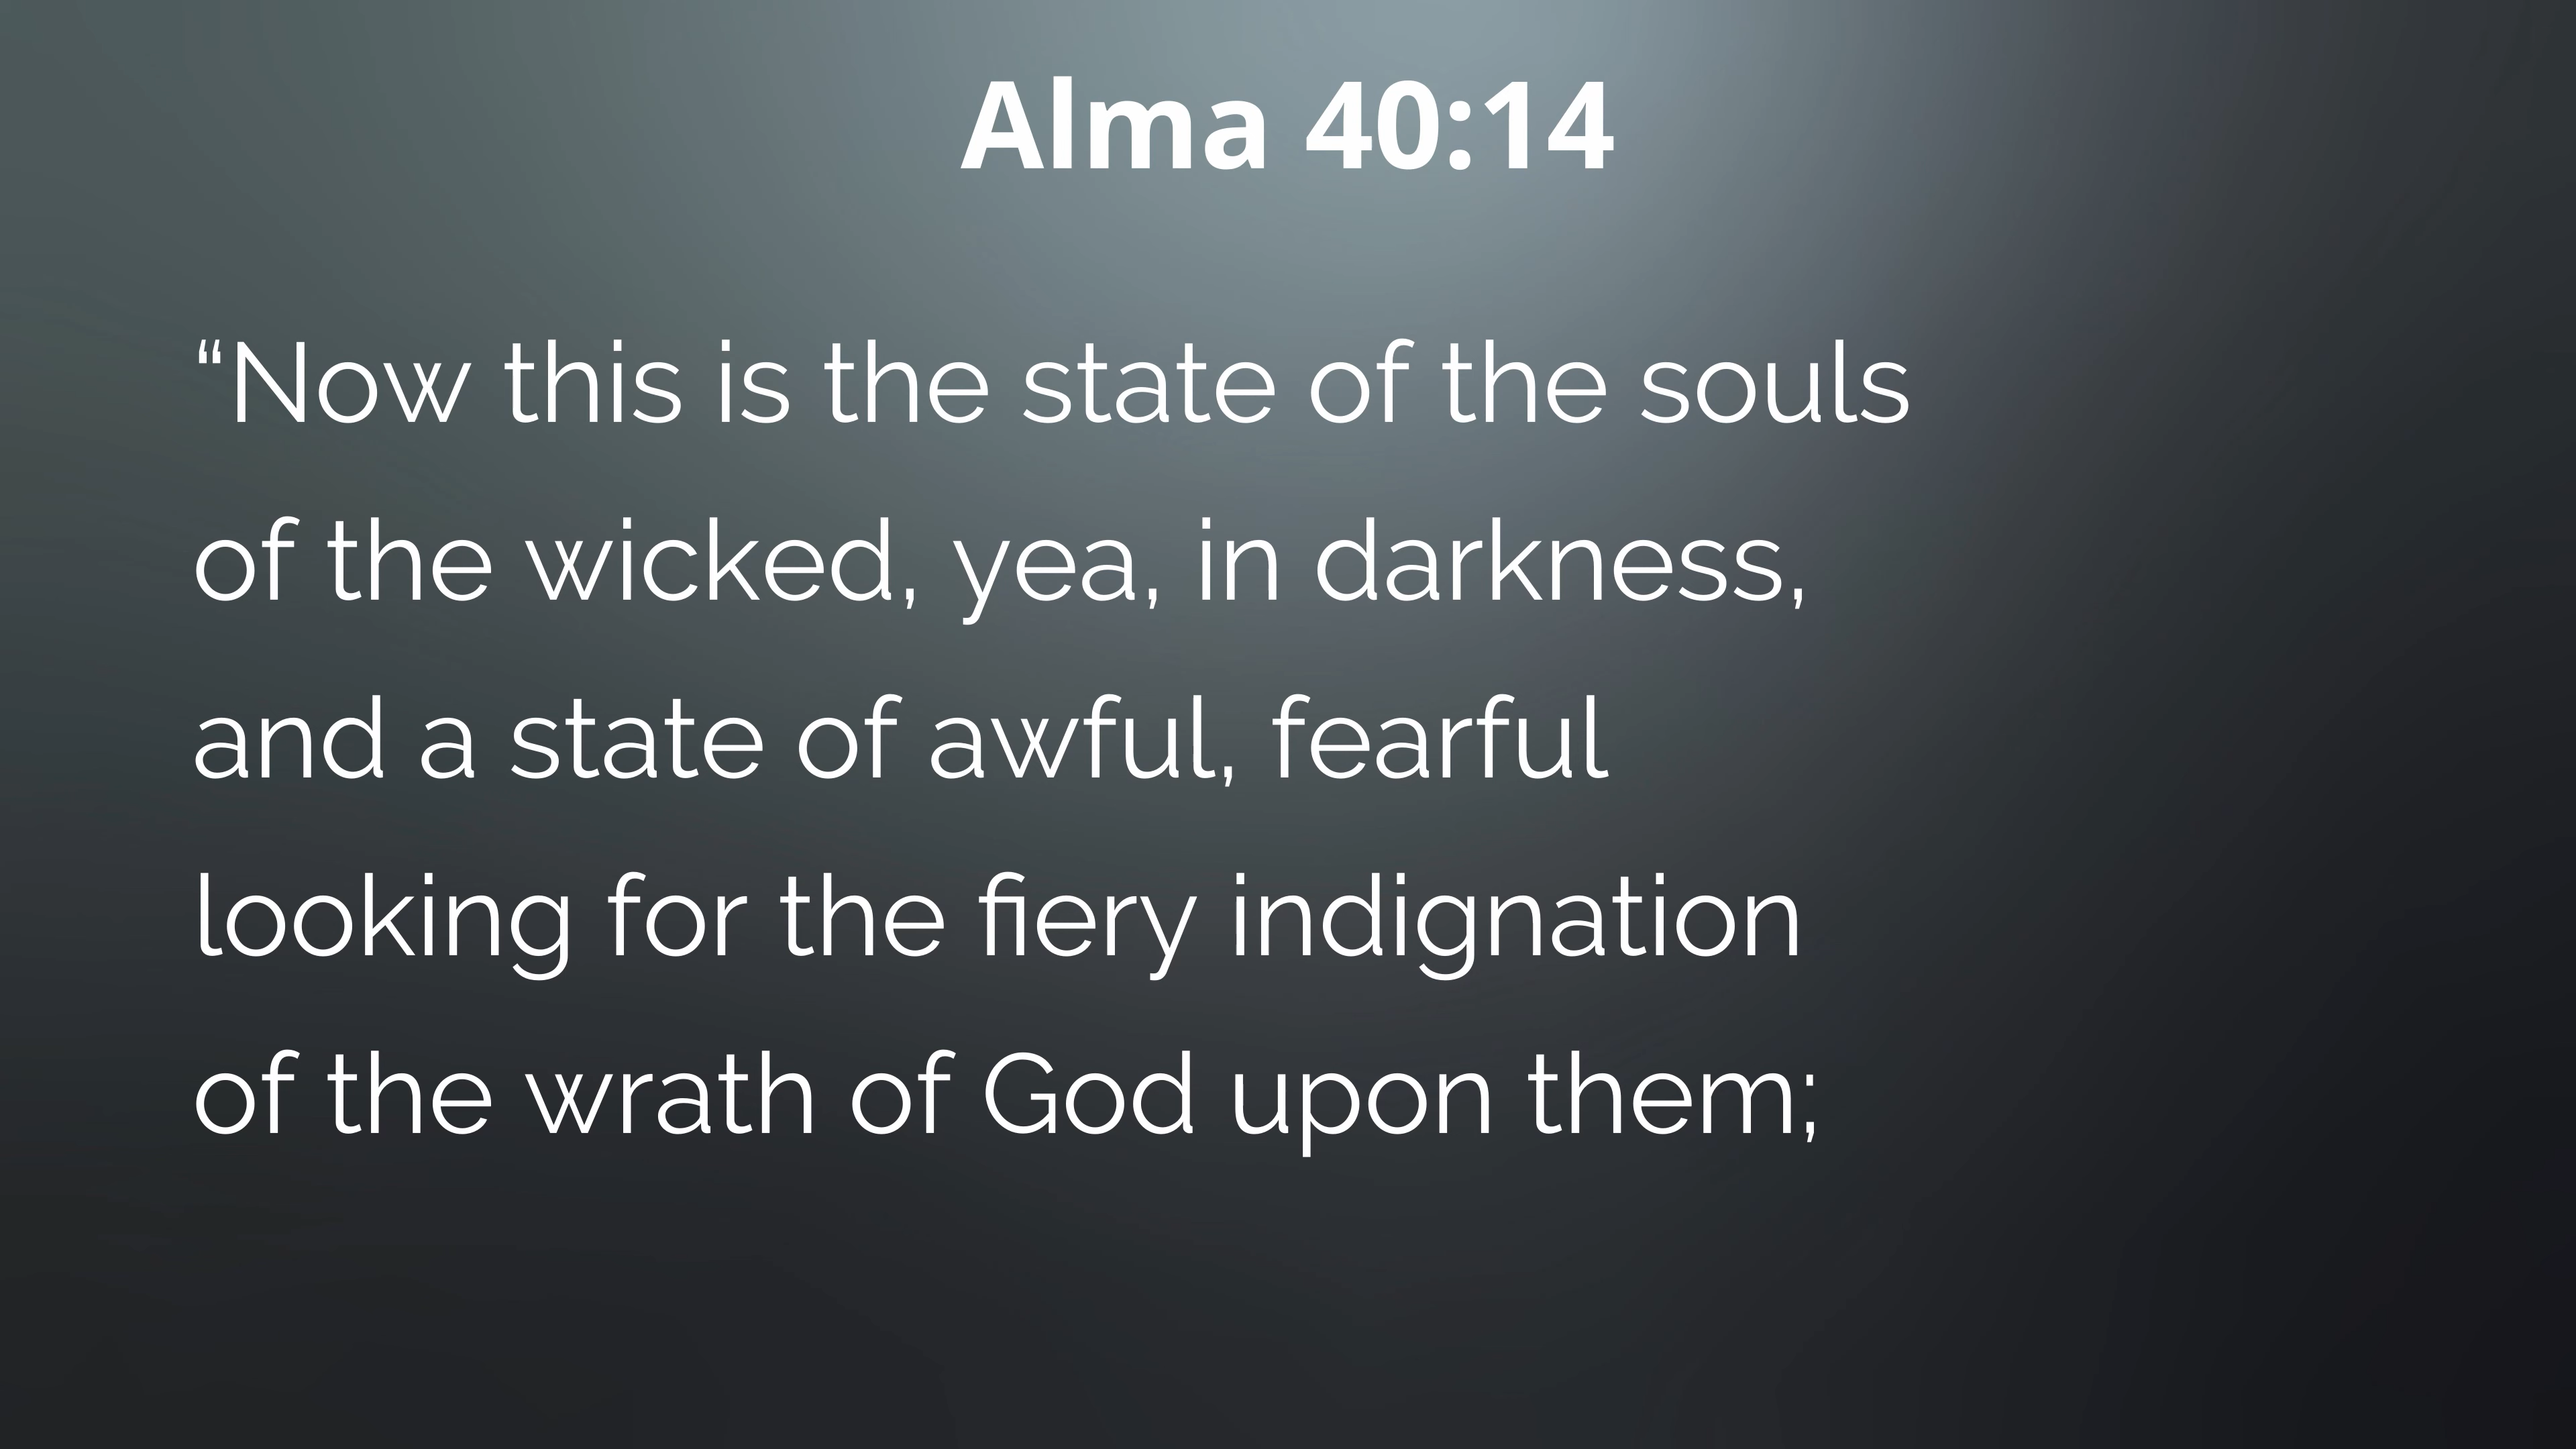 Alma 40:14
“Now this is the state of the souls
of the wicked, yea, in darkness,
and a state of awful, fearful
looking for the fiery indignation
of the wrath of God upon them;